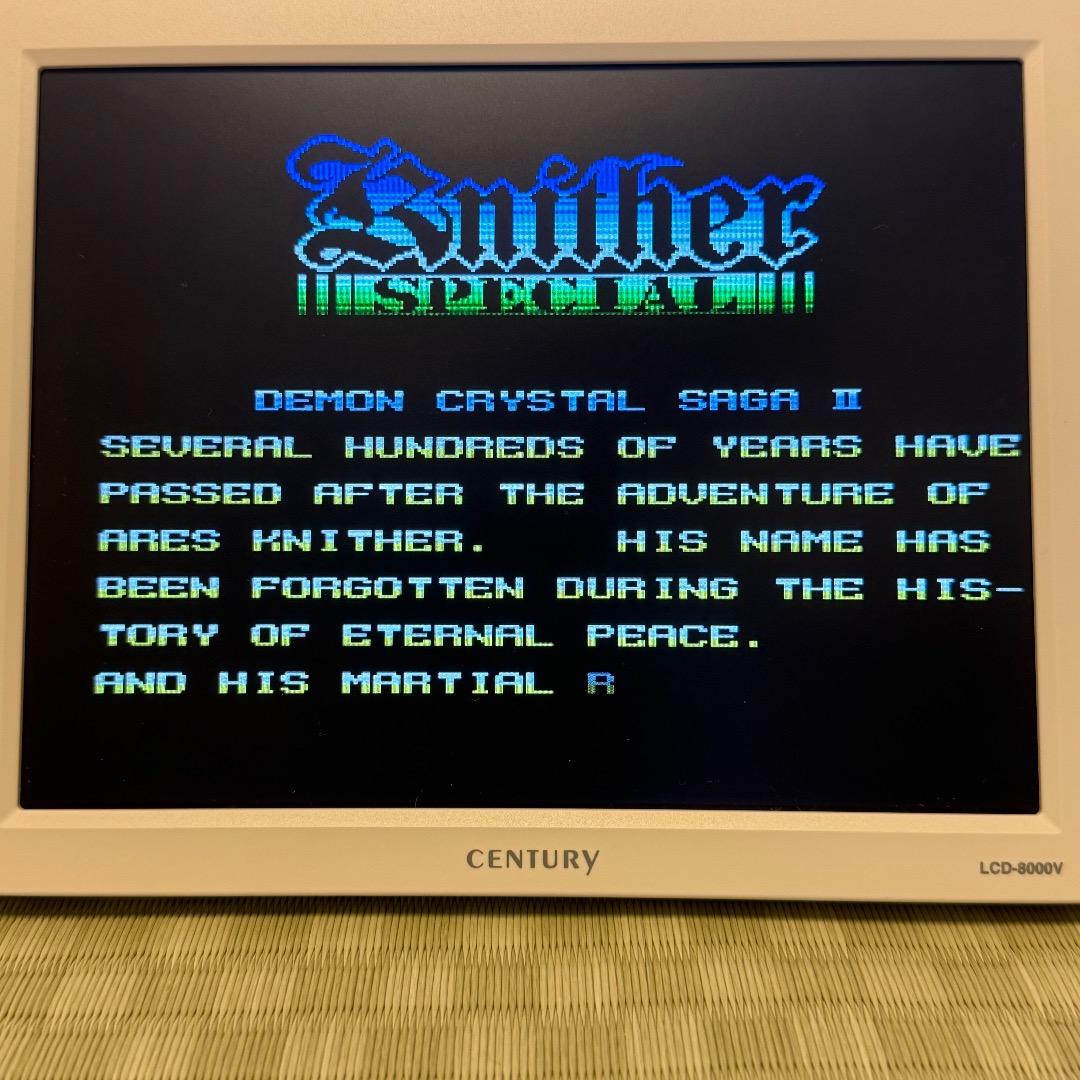 Knither
SPECIAL
DEMON CRYSTAL SAGA II
SEVERAL HUNDREDS OF YEARS HAVE
PASSED AFTER THE ADVENTURE OF
ARES KNITHER. HIS NAME HAS
BEEN FORGOTTEN DURING THE HIS-
TORY OF ETERNAL PEACE.
AND HIS MARTIAL A
CENTURY
LCD-8000V